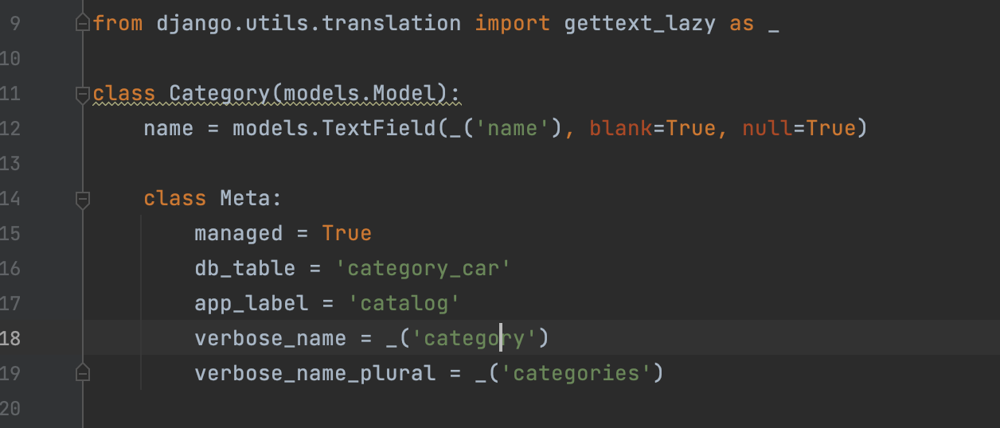 9 from django.utils.translation import gettext_lazy as _
10
11 class Category(models.Model):
12     name = models.TextField(_('name'), blank=True, null=True)
13
14     class Meta:
15         managed = True
16         db_table = 'category_car'
17         app_label = 'catalog'
18         verbose_name = _('category')
19         verbose_name_plural = _('categories')
20